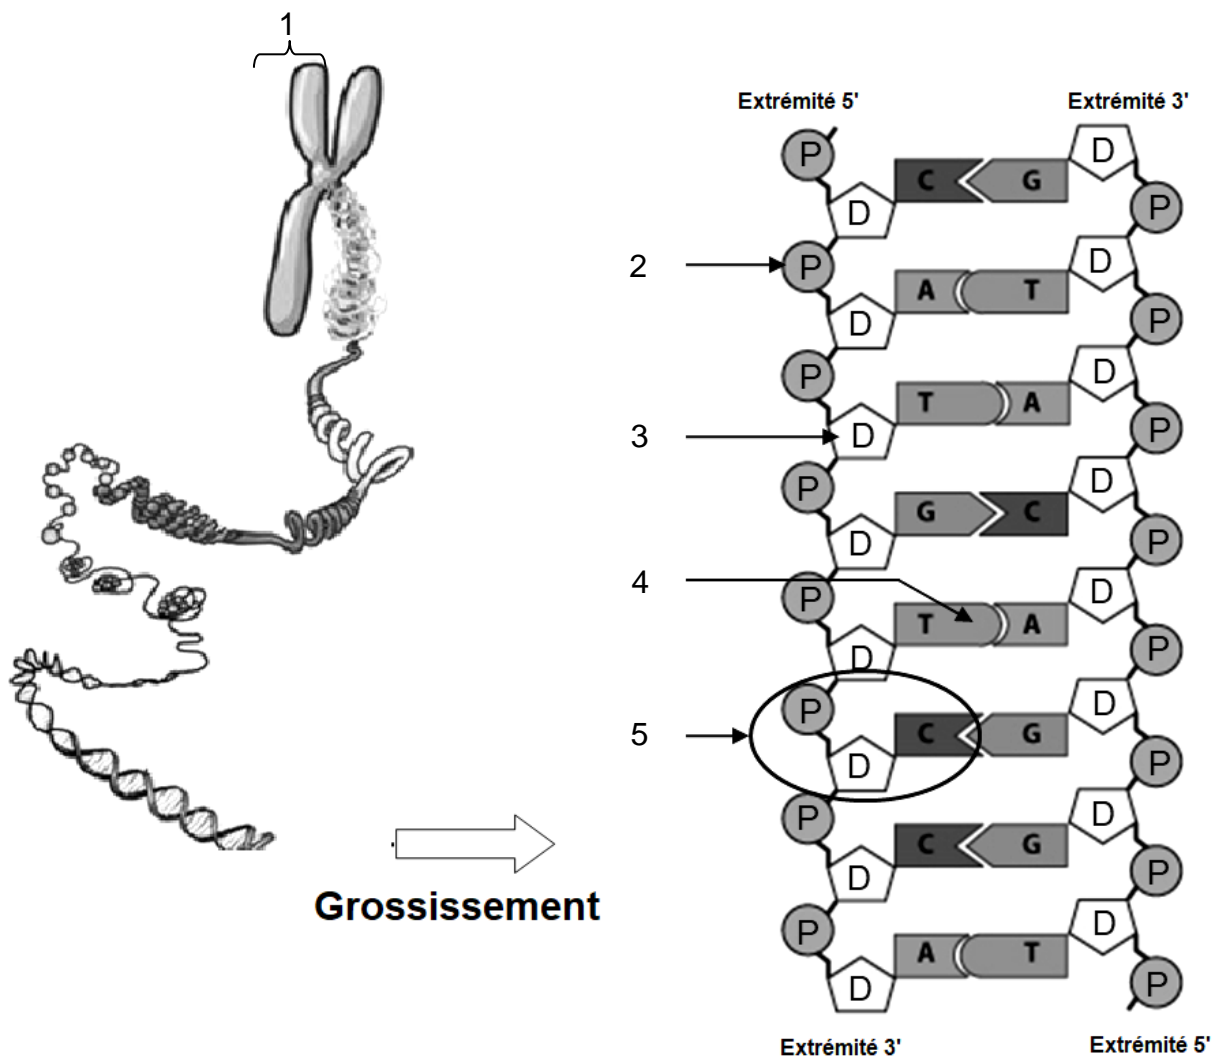 1
Extrémité 5' Extrémité 3'
P D
D C G P
2 P D
D A T P
P D
3 D T A P
P D
D G C P
4 P D
D T A P
5 P D
D C G P
P D
D C G P
P D
D A T P
Grossissement
Extrémité 3' Extrémité 5'